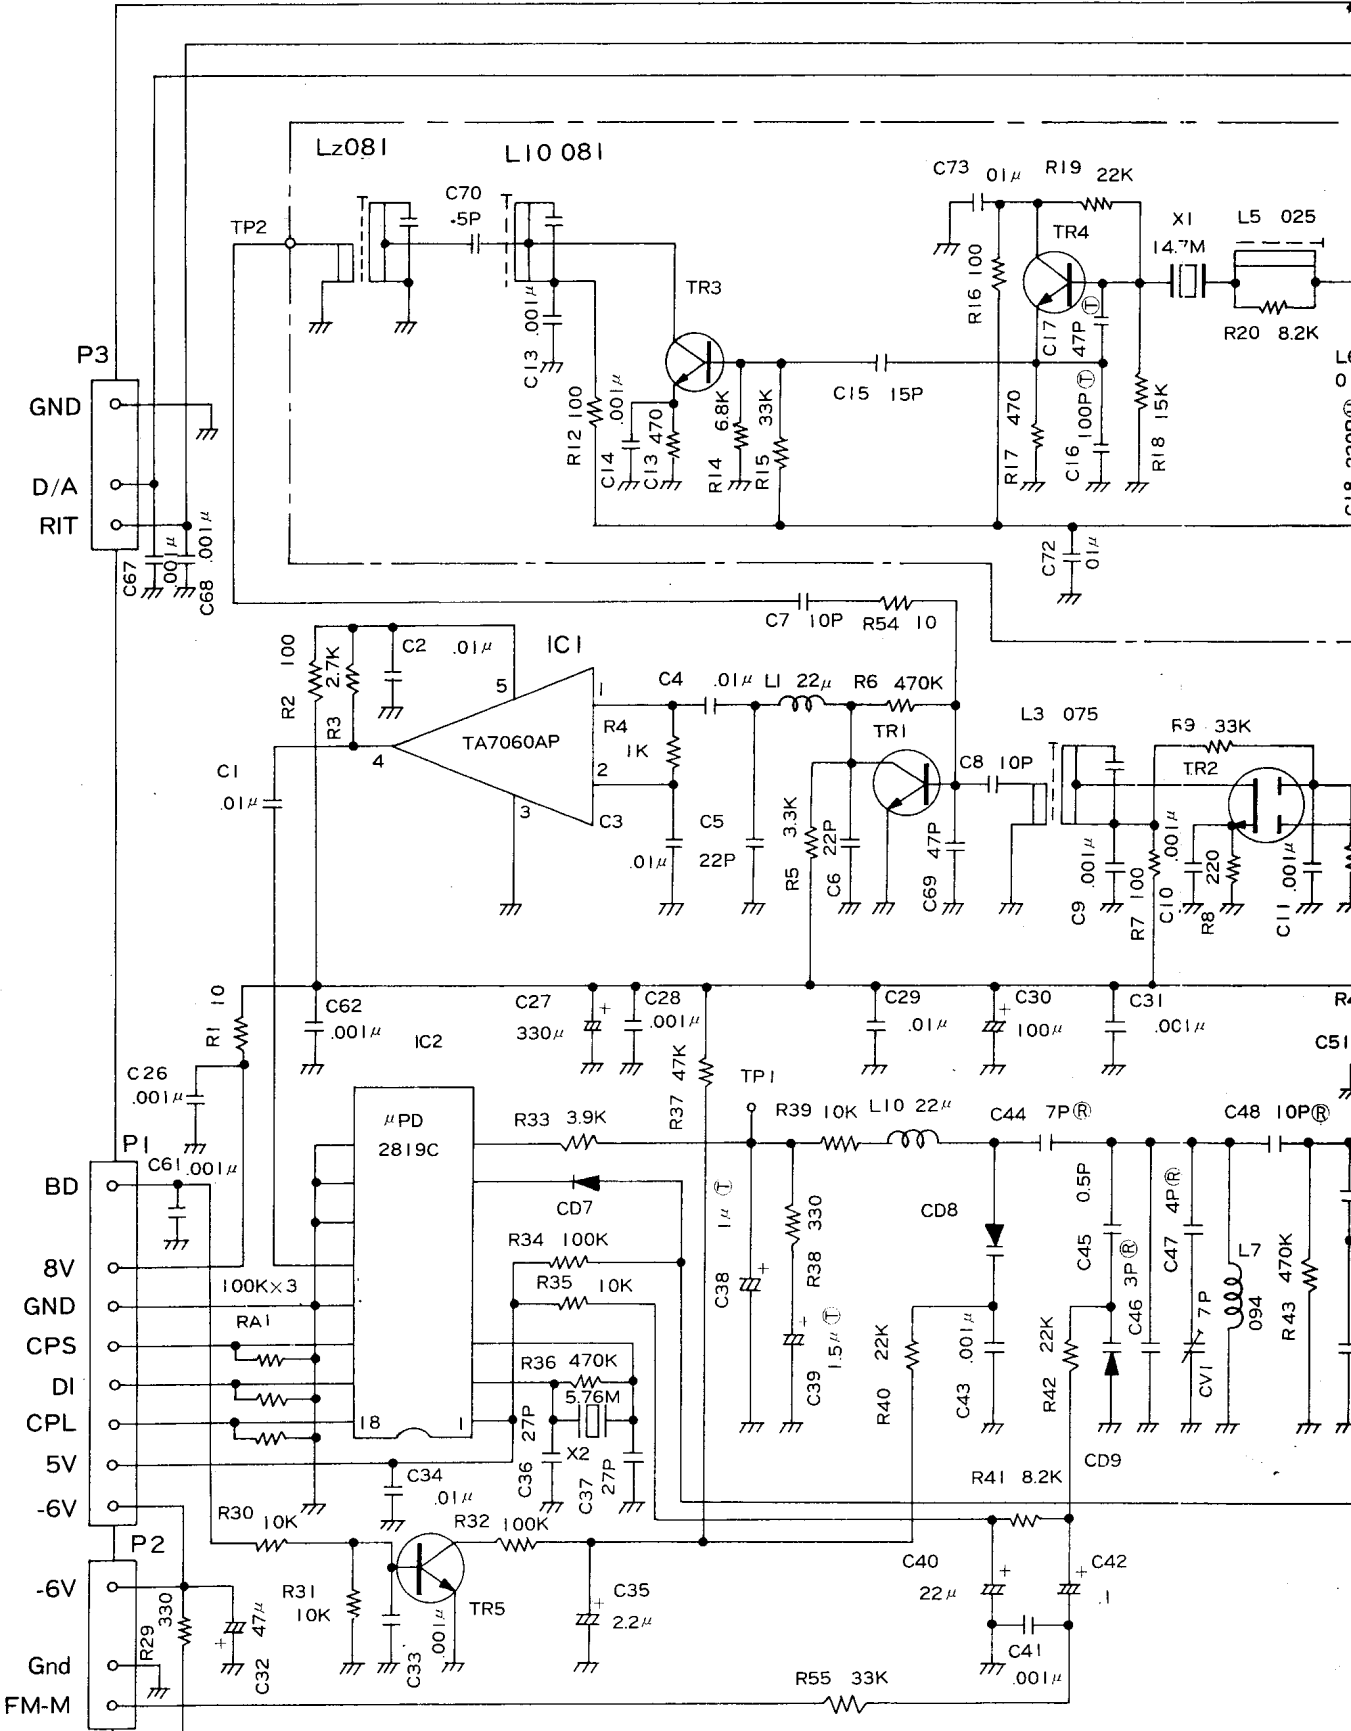 Lz081
L10 081
C73
01μ
R19
22K
C70
.5P
TP2
TR4
X1
14.7M
L5 025
TR3
R16 100
C17
47P Ⓣ
R20 8.2K
P3
C13 .001μ
L6
0
GND
R12 100
.001μ
C14
C13 470
R14 6.8K
R15 33K
C15 15P
R17 470
C16 100P Ⓣ
R18 15K
D/A
RIT
C67
.001μ
C68 .001μ
C72
01μ
C7 10P
R54 10
R2 100
R3 2.7K
C2 .01μ
IC1
5
1
C4
.01μ
L1 22μ
R6 470K
R4
1K
TA7060AP
4
2
3
TR1
L3 075
R9 33K
TR2
C1
.01μ
C3
.01μ
C5
22P
R5 3.3K
C6 22P
C69 47P
C8 10P
C9 .001μ
R7 100
C10 .001μ
R8 220
C11 .001μ
R1 10
C62
.001μ
IC2
C27
330μ
C28
.001μ
R37 47K
C29
.01μ
C30
100μ
C31
.001μ
R4
C51
C26
.001μ
TP1
P1
μPD
2819C
R33 3.9K
R39 10K
L10 22μ
C44 7PⓇ
C48 10PⓇ
C61 .001μ
BD
CD7
C38 1μ Ⓣ
R38 330
CD8
C45 0.5P
C47 4PⓇ
L7
094
R43 470K
R34 100K
8V
100K×3
R35 10K
GND
RA1
CPS
R36 470K
C39 1.5μ Ⓣ
R40 22K
C43 .001μ
R42 22K
C46 3PⓇ
CV1 7P
DI
5.76M
CPL
18
1
C36 27P
X2
C37 27P
5V
C34
.01μ
R41 8.2K
CD9
-6V
R30
10K
R32
100K
P2
-6V
R29 330
C32 47μ
R31
10K
C33 .001μ
TR5
C35
2.2μ
C40
22μ
C42
.1
Gnd
C41
.001μ
FM-M
R55 33K